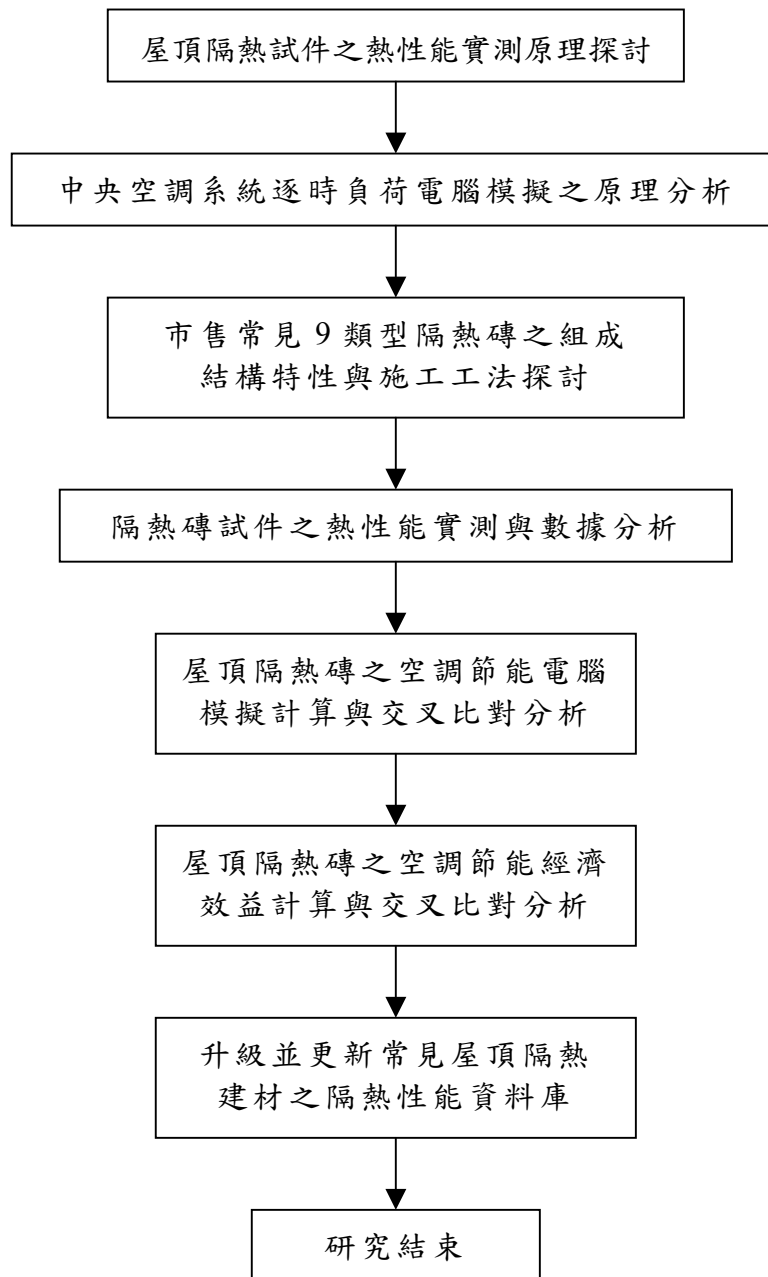 屋頂隔熱試件之熱性能實測原理探討
中央空調系統逐時負荷電腦模擬之原理分析
市售常見9類型隔熱磚之組成
結構特性與施工工法探討
隔熱磚試件之熱性能實測與數據分析
屋頂隔熱磚之空調節能電腦
模擬計算與交叉比對分析
屋頂隔熱磚之空調節能經濟
效益計算與交叉比對分析
升級並更新常見屋頂隔熱
建材之隔熱性能資料庫
研究結束